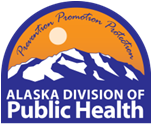 Prevention Promotion Protection
ALASKA DIVISION OF
Public Health